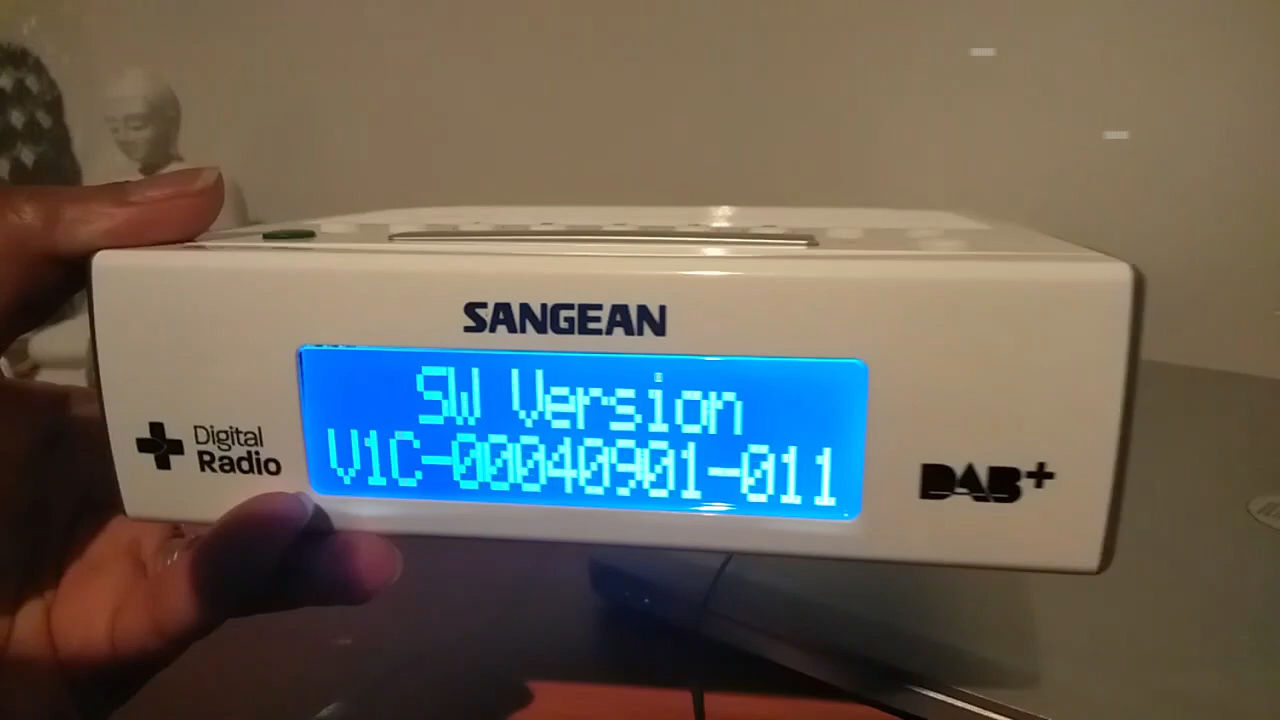 SANGEAN
SW Version
V1C-00040901-011
Digital
Radio
DAB+